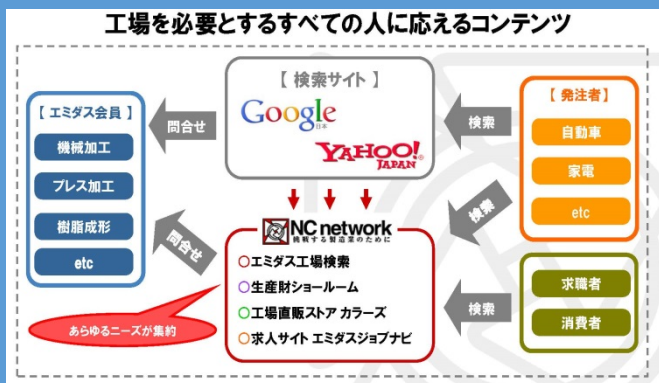 工場を必要とするすべての人に応えるコンテンツ
【 エミダス会員 】
機械加工
プレス加工
樹脂成形
etc
問合せ
問合せ
【 検索サイト 】
Google
日本
YAHOO!
JAPAN
検索
検索
検索
【 発注者】
自動車
家電
etc
NC network
挑戦する製造業のために
○エミダス工場検索
○生産財ショールーム
○工場直販ストア カラーズ
○求人サイト エミダスジョブナビ
求職者
消費者
あらゆるニーズが集約